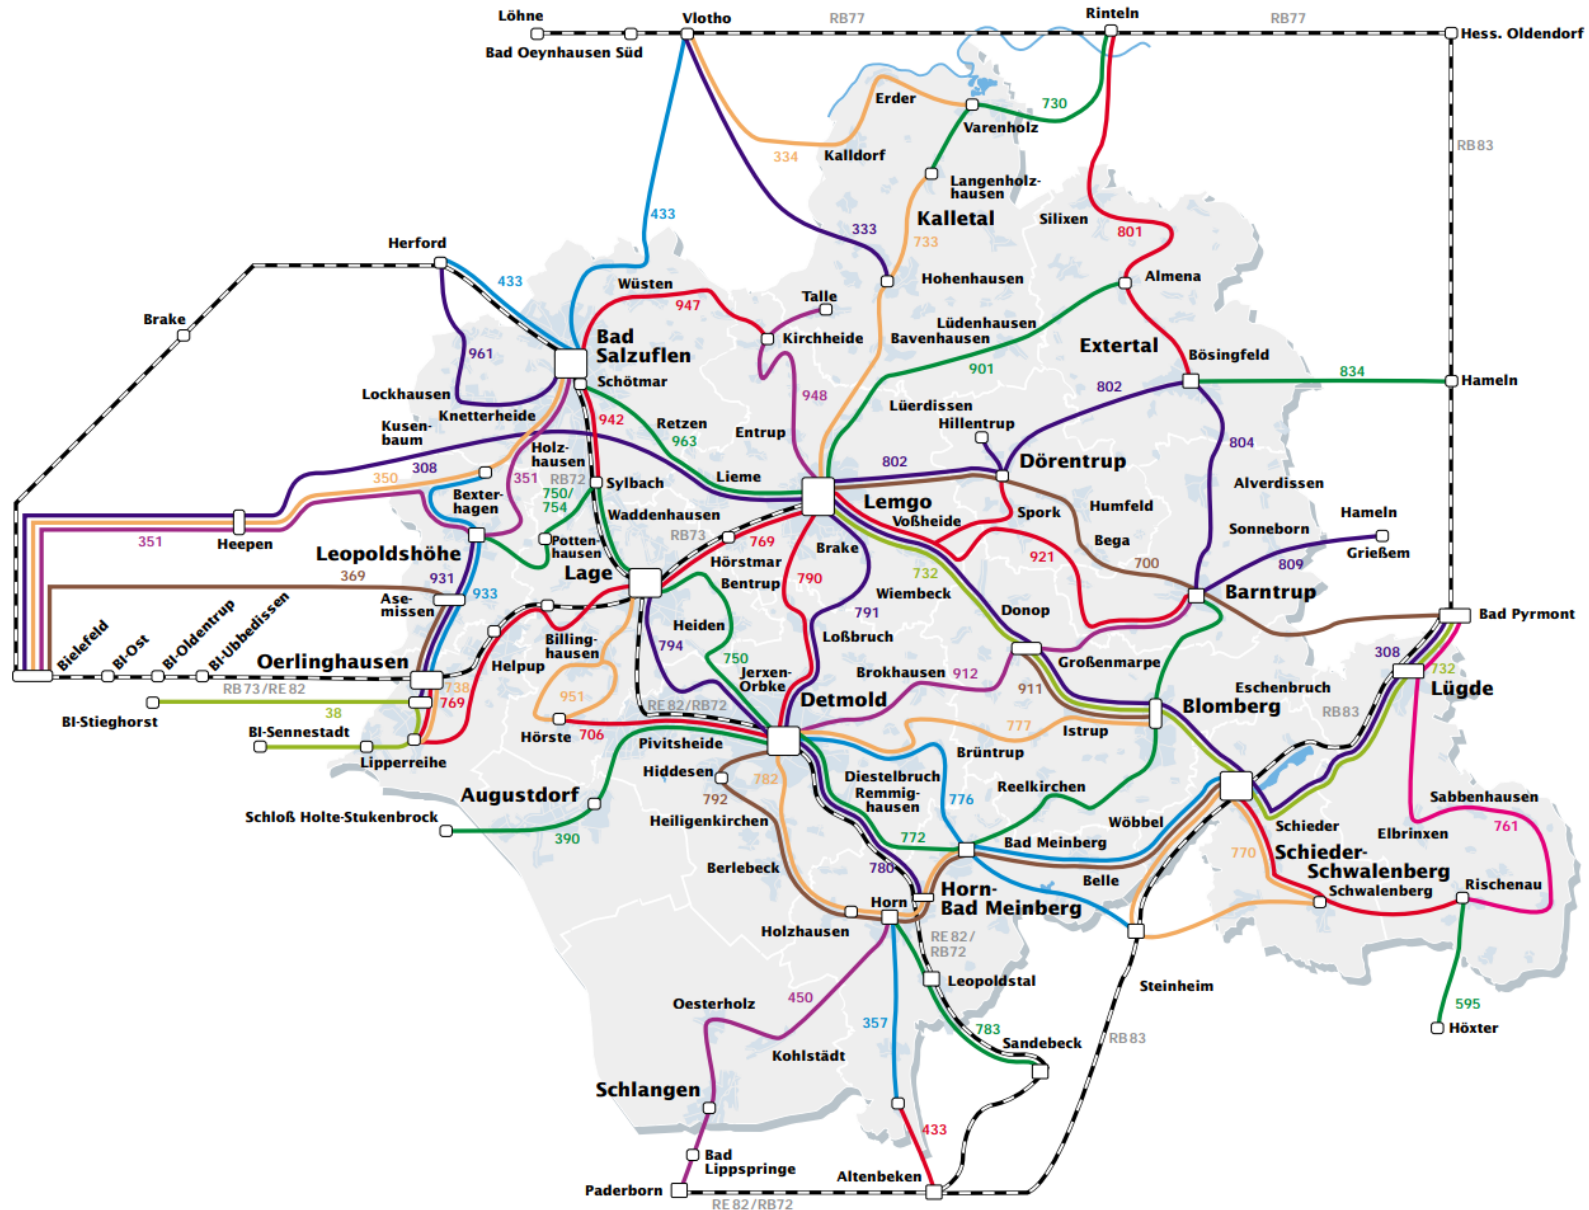 Löhne
Vlotho
RB77
Rinteln
RB77
Bad Oeynhausen Süd
Hess. Oldendorf
Erder
730
Varenholz
334
Kalldorf
RB83
Langenholz-
hausen
Kalletal
Silixen
433
333
733
801
Herford
433
Hohenhausen
Almena
Wüsten
947
Talle
Brake
Kirchheide
Lüdenhausen
Bavenhausen
901
Extertal
Bösingfeld
834
Hameln
Bad
Salzuflen
961
Schötmar
Lockhausen
Knetterheide
942
Retzen
963
948
802
Lüerdissen
Hillentrup
Kusen-
baum
Entrup
804
308
350
Holz-
hausen
351
RB72
750/
754
Sylbach
Lieme
802
Dörentrup
Alverdissen
Bexter-
hagen
Lemgo
Humfeld
Spork
Voßheide
Waddenhausen
RB73
769
Sonneborn
Hameln
Grießem
351
Heepen
Leopoldshöhe
Potten-
hausen
Lage
Hörstmar
Bentrup
Brake
732
Bega
921
700
809
369
931
933
790
791
Wiembeck
Donop
Barntrup
Ase-
missen
Bad Pyrmont
Bielefeld
BI-Ost
BI-Oldentrup
BI-Ubbedissen
Oerlinghausen
Billing-
hausen
Helpup
Heiden
794
750
Loßbruch
Jerxen-
Orbke
Brokhausen
912
Großenmarpe
911
308
732
Lügde
RB73/RE82
738
769
951
RE82/RB72
Detmold
Eschenbruch
Blomberg
RB83
38
BI-Stieghorst
BI-Sennestadt
Hörste
706
Pivitsheide
777
Istrup
Brüntrup
Lipperreihe
Hiddesen
782
792
Diestelbruch
Remmig-
hausen
776
Reelkirchen
Augustdorf
Heiligenkirchen
Sabbenhausen
761
Elbrinxen
Schieder
Wöbbel
Schloß Holte-Stukenbrock
390
772
Bad Meinberg
770
Schieder-
Schwalenberg
Berlebeck
780
Belle
Schwalenberg
Rischenau
Horn
Horn-
Bad Meinberg
Holzhausen
RE82/
RB72
Leopoldstal
Steinheim
Oesterholz
450
357
783
Sandebeck
RB83
595
Höxter
Kohlstädt
Schlangen
433
Bad
Lippspringe
Altenbeken
Paderborn
RE82/RB72